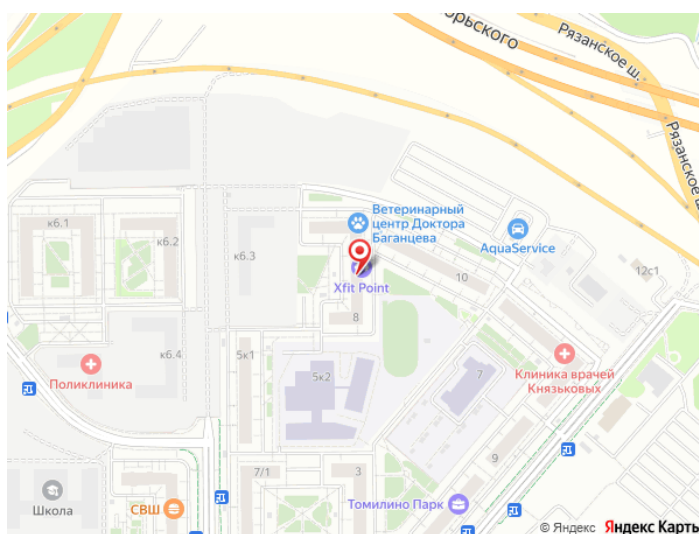 орьского
Рязанское ш.
Рязанское ш
к6.1
к6.2
к6.3
Ветеринарный
центр Доктора
Баганцева
AquaService
10
12с1
Xfit Point
8
к6.4
5к1
Поликлиника
5к2
7
Клиника врачей
Князьковых
9
7/1
3
Школа
СВШ
Томилино Парк
© Яндекс Яндекс Карты